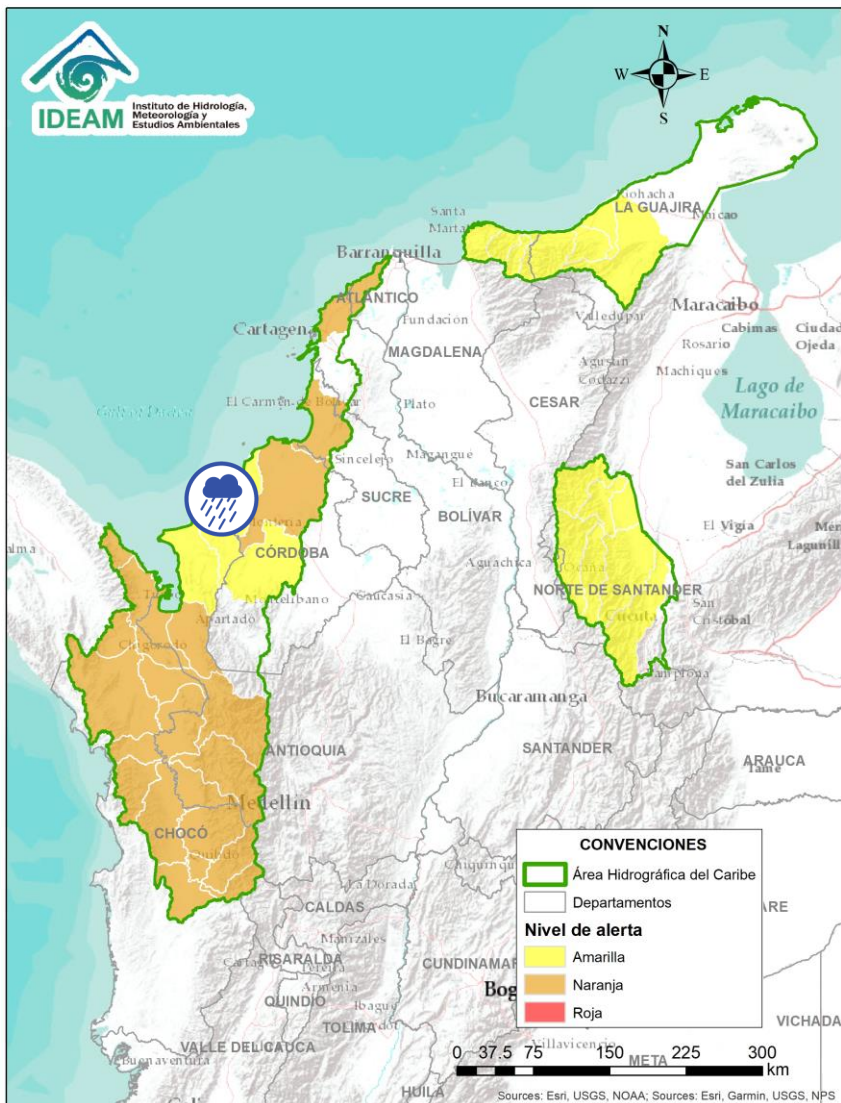 IDEAM
Instituto de Hidrología,
Meteorología y
Estudios Ambientales
N
W
E
S
Riohacha
LA GUAJIRA
Maicao
Santa
Barranquilla
ATLÁNTICO
Cartagena
Fundación
Valledupar
Maracaibo
Cabimas
Ciudad
Ojeda
Rosario
Machiques
MAGDALENA
Agustín
Codazzi
CESAR
Lago de
Maracaibo
El Carmen de Bolívar
Plato
Sincelejo
Magangué
San Carlos
del Zulia
SUCRE
El Banco
BOLÍVAR
El Vigía
Montería
CÓRDOBA
Aguachica
Ocaña
NORTE DE SANTANDER
Montelíbano
Caucasia
San
Cristóbal
Cúcuta
Turbo
Apartadó
Chigorodó
El Bagre
Pamplona
Bucaramanga
ANTIOQUIA
SANTANDER
ARAUCA
Tame
Medellín
CHOCÓ
Quibdó
La Dorada
CALDAS
Manizales
RISARALDA
Pereira
Armenia
QUINDÍO
TOLIMA
VALLE DEL CAUCA
Buenaventura
HUILA
Villavicencio
META
VICHADA
CONVENCIONES
Área Hidrográfica del Caribe
Departamentos
Nivel de alerta
Amarilla
Naranja
Roja
0 37.5 75 150 225 300
km
Sources: Esri, USGS, NOAA; Sources: Esri, Garmin, USGS, NPS